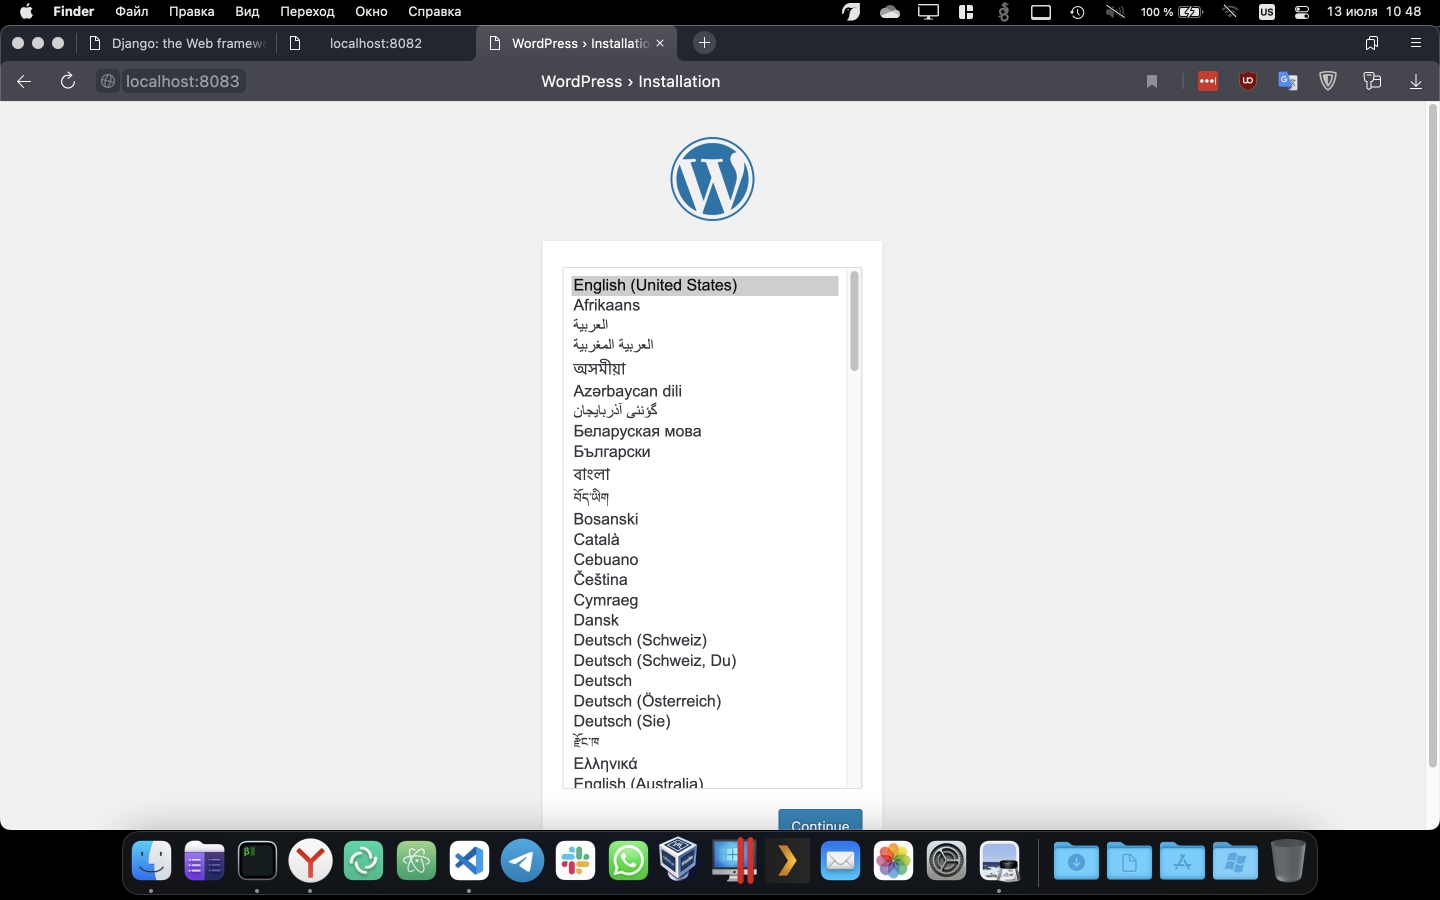 Finder Файл Правка Вид Переход Окно Справка 100 % US 13 июля 10 48
Django: the Web framew localhost:8082 WordPress › Installatio
localhost:8083 WordPress › Installation
English (United States)
Afrikaans
العربية
العربية المغربية
অসমীয়া
Azərbaycan dili
گؤنئی آذربایجان
Беларуская мова
Български
বাংলা
བོད་ཡིག
Bosanski
Català
Cebuano
Čeština
Cymraeg
Dansk
Deutsch (Schweiz)
Deutsch (Schweiz, Du)
Deutsch
Deutsch (Österreich)
Deutsch (Sie)
རྫོང་ཁ
Ελληνικά
English (Australia)
Continue